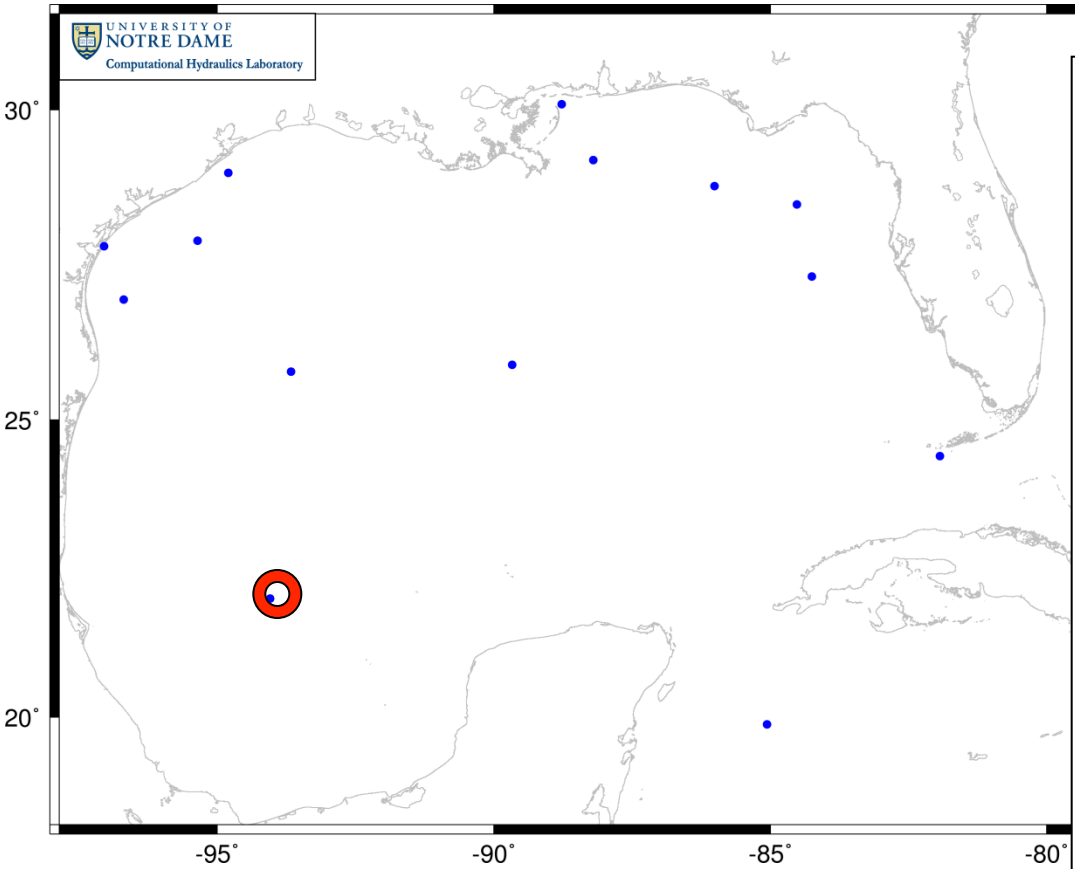 UNIVERSITY OF
NOTRE DAME
Computational Hydraulics Laboratory
30°
25°
20°
-95°
-90°
-85°
-80°